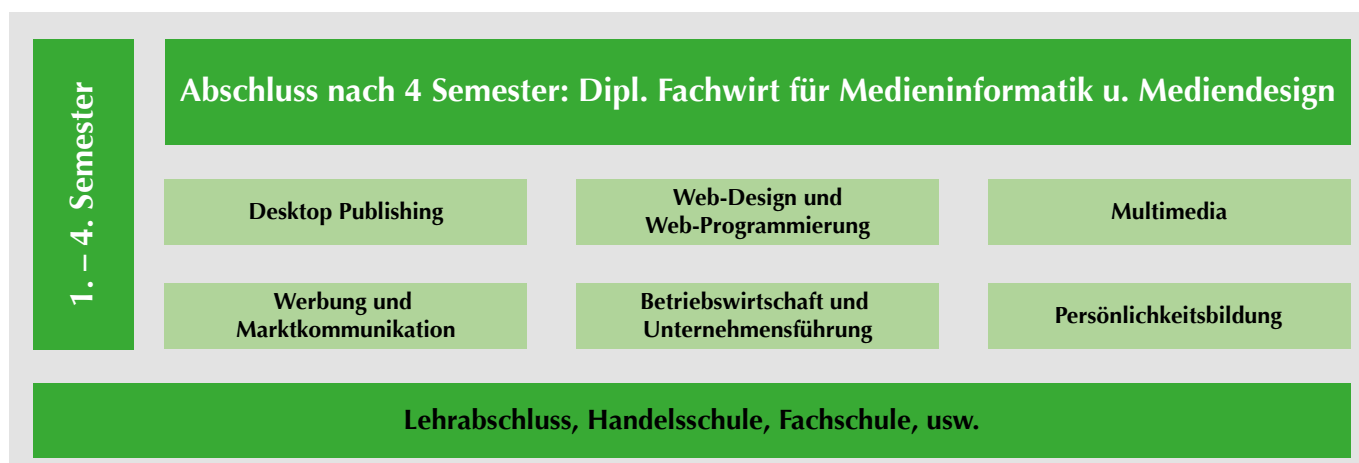 1. – 4. Semester
Abschluss nach 4 Semester: Dipl. Fachwirt für Medieninformatik u. Mediendesign
Desktop Publishing
Web-Design und
Web-Programmierung
Multimedia
Werbung und
Marktkommunikation
Betriebswirtschaft und
Unternehmensführung
Persönlichkeitsbildung
Lehrabschluss, Handelsschule, Fachschule, usw.